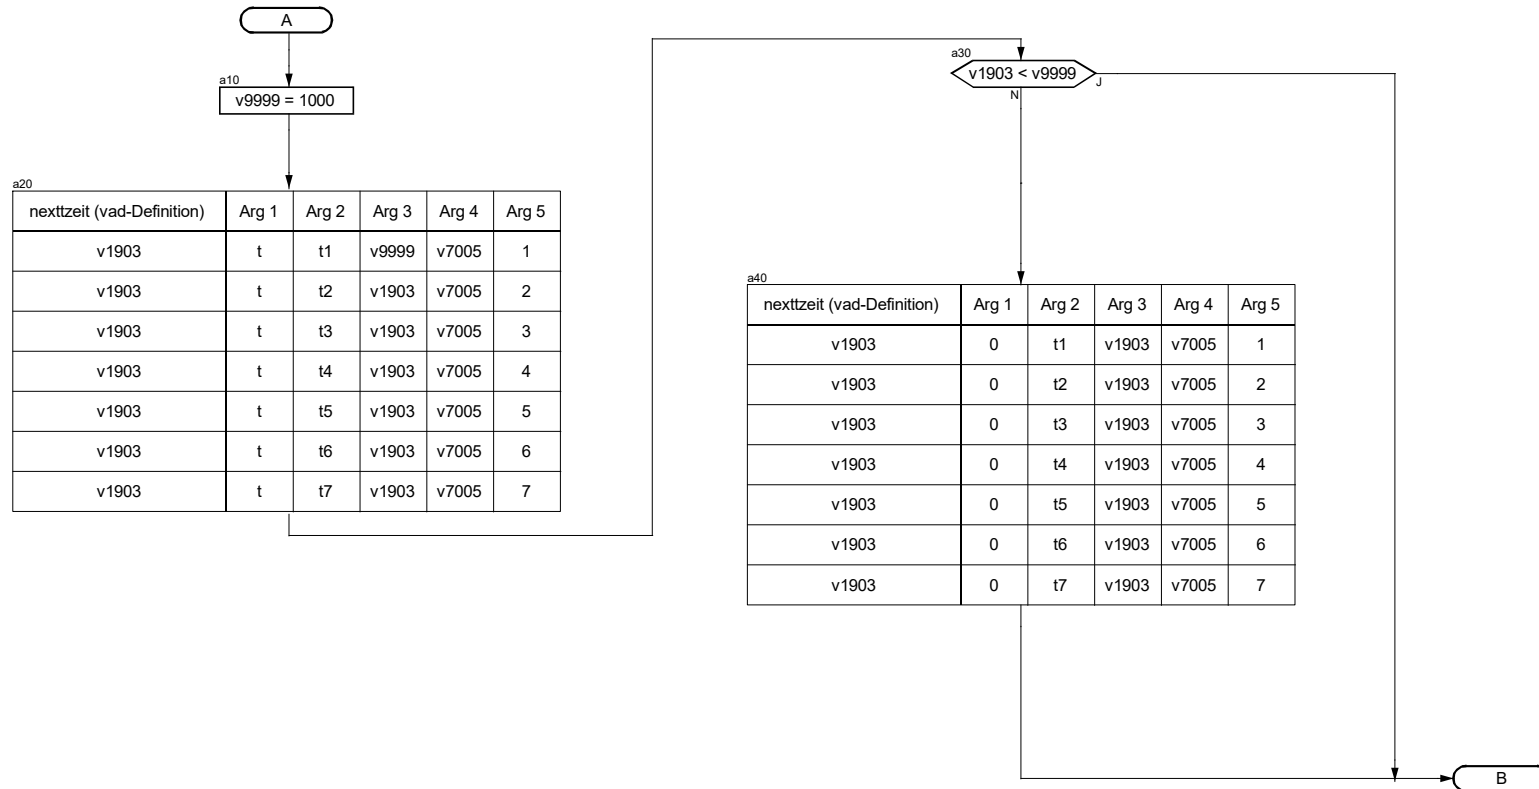 A
a10
v9999 = 1000
a20
nexttzeit (vad-Definition) Arg 1 Arg 2 Arg 3 Arg 4 Arg 5
v1903 t t1 v9999 v7005 1
v1903 t t2 v1903 v7005 2
v1903 t t3 v1903 v7005 3
v1903 t t4 v1903 v7005 4
v1903 t t5 v1903 v7005 5
v1903 t t6 v1903 v7005 6
v1903 t t7 v1903 v7005 7
a30
v1903 < v9999
J
N
a40
nexttzeit (vad-Definition) Arg 1 Arg 2 Arg 3 Arg 4 Arg 5
v1903 0 t1 v1903 v7005 1
v1903 0 t2 v1903 v7005 2
v1903 0 t3 v1903 v7005 3
v1903 0 t4 v1903 v7005 4
v1903 0 t5 v1903 v7005 5
v1903 0 t6 v1903 v7005 6
v1903 0 t7 v1903 v7005 7
B